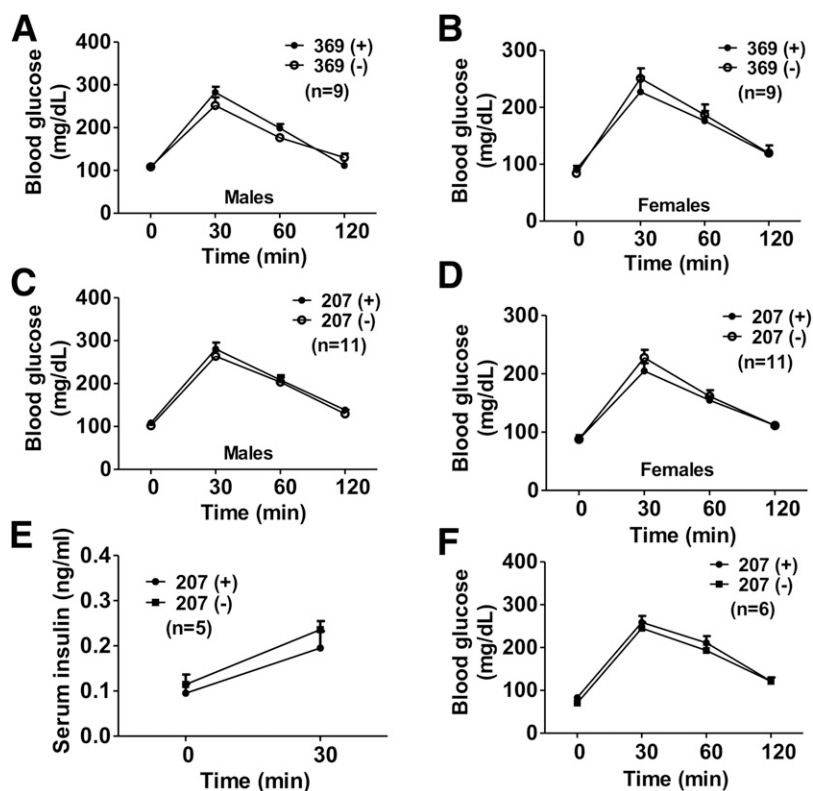 A
Blood glucose
(mg/dL)
400
300
200
100
0
369 (+)
369 (-)
(n=9)
Males
0 30 60 120
Time (min)
B
Blood glucose
(mg/dL)
300
200
100
0
369 (+)
369 (-)
(n=9)
Females
0 30 60 120
Time (min)
C
Blood glucose
(mg/dL)
400
300
200
100
0
207 (+)
207 (-)
(n=11)
Males
0 30 60 120
Time (min)
D
Blood glucose
(mg/dL)
300
200
100
0
207 (+)
207 (-)
(n=11)
Females
0 30 60 120
Time (min)
E
Serum insulin (ng/ml)
0.4
0.3
0.2
0.1
0.0
207 (+)
207 (-)
(n=5)
0 30
Time (min)
F
Blood glucose
(mg/dL)
400
300
200
100
0
207 (+)
207 (-)
(n=6)
0 30 60 120
Time (min)